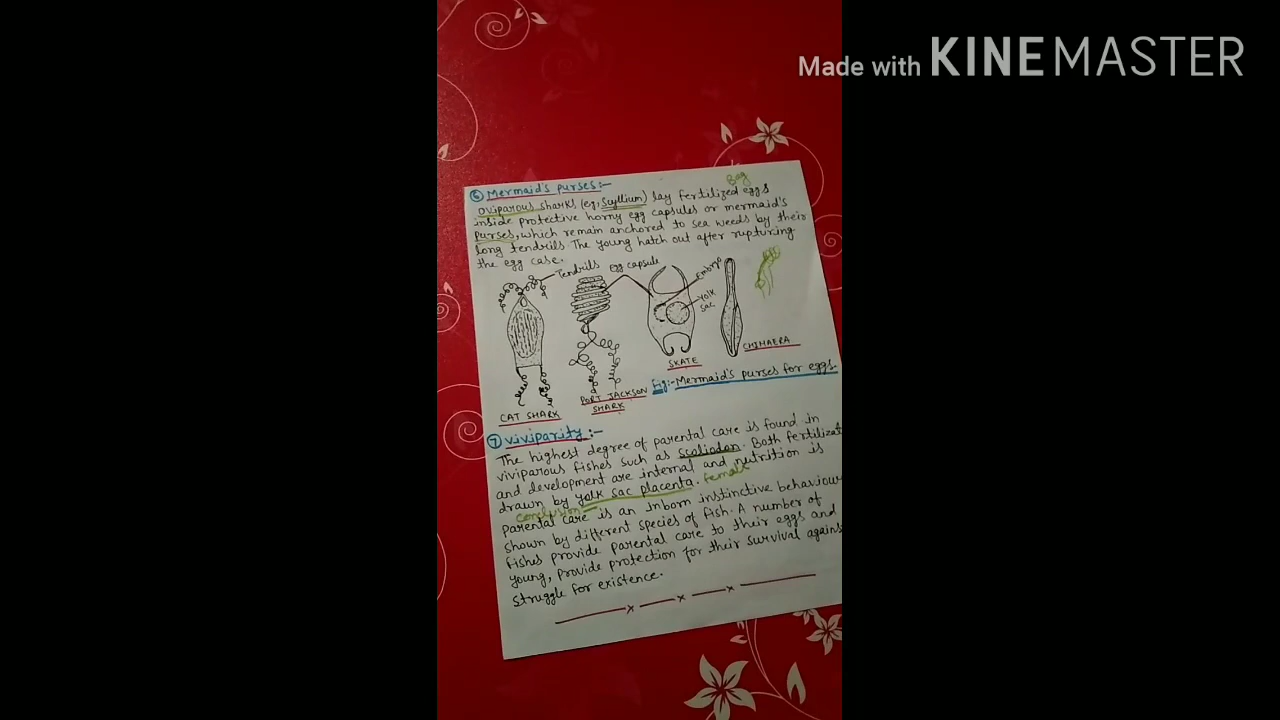 Made with KINEMASTER
⑥ Mermaid's purses:-
Bag
Oviparous sharks (eg, Scyllium) lay fertilized eggs
inside protective horny egg capsules or mermaid's
purses, which remain anchored to sea weeds by their
long tendrils The young hatch out after rupturing
the egg case.
Tendrils
egg capsule
Embryo
Yolk
sac
CAT SHARK
PORT JACKSON
SHARK
SKATE
CHIMAERA
Fig:- Mermaid's purses for eggs
⑦ Viviparity:-
The highest degree of parental care is found in
viviparous fishes such as Scoliodon. Both fertilizat
and development are internal and nutrition is
drawn by yolk sac placenta. female
Conclusion
parental care is an Inborn instinctive behaviour
shown by different species of fish. A number of
fishes provide parental care to their eggs and
young, provide protection for their survival against
struggle for existence.